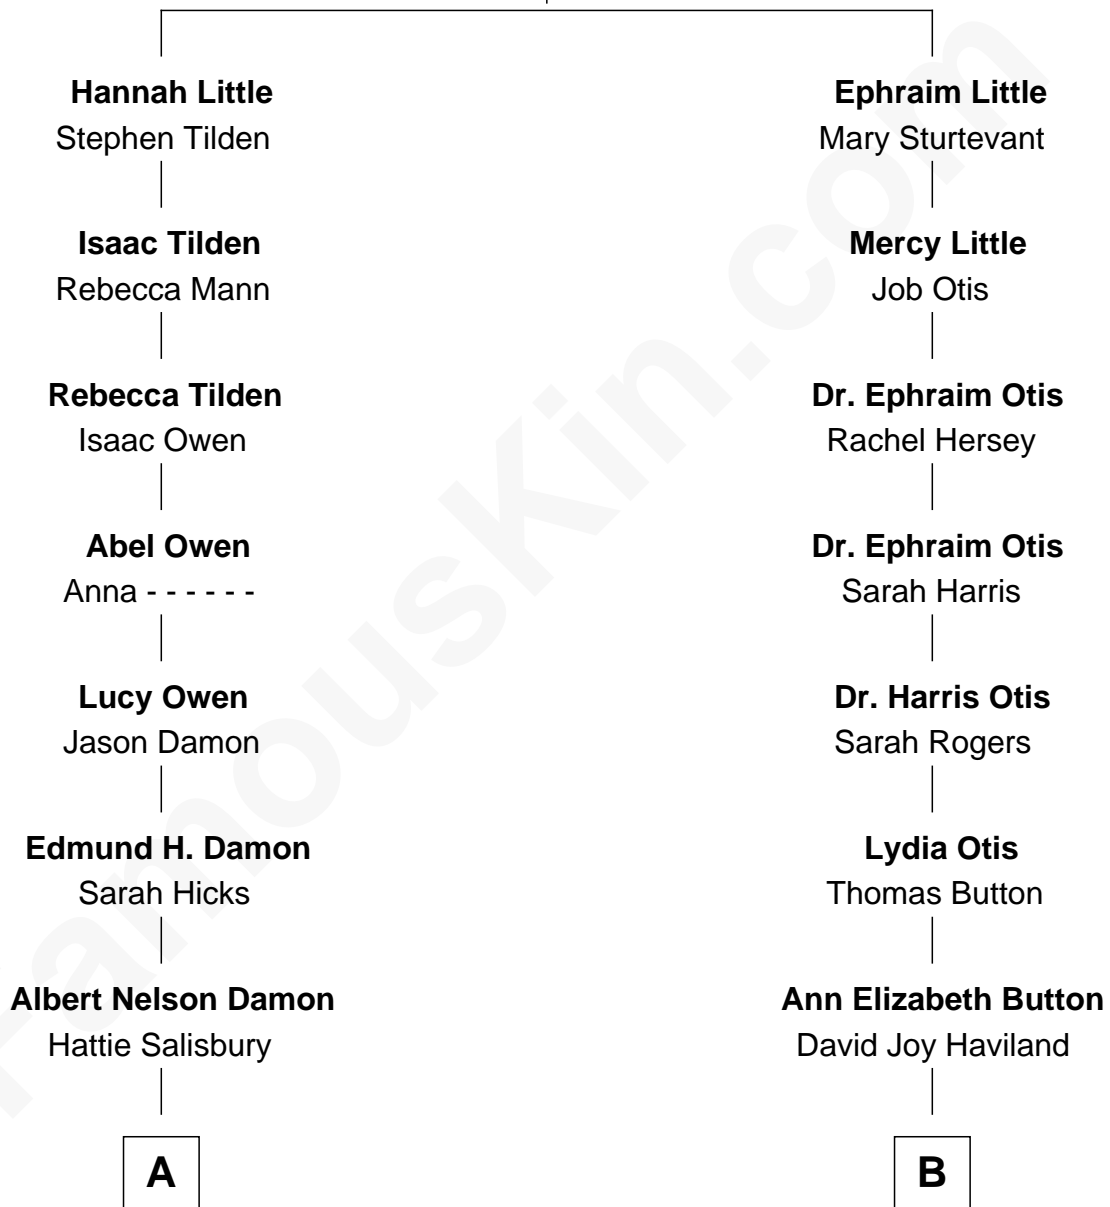 Hannah Little
Stephen Tilden
Isaac Tilden
Rebecca Mann
Rebecca Tilden
Isaac Owen
Abel Owen
Anna - - - - - -
Lucy Owen
Jason Damon
Edmund H. Damon
Sarah Hicks
Albert Nelson Damon
Hattie Salisbury
A
Ephraim Little
Mary Sturtevant
Mercy Little
Job Otis
Dr. Ephraim Otis
Rachel Hersey
Dr. Ephraim Otis
Sarah Harris
Dr. Harris Otis
Sarah Rogers
Lydia Otis
Thomas Button
Ann Elizabeth Button
David Joy Haviland
B
FamousKin.com